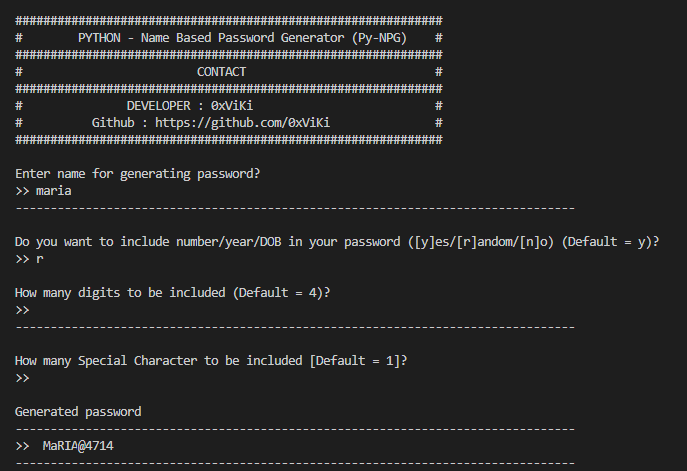 #############################################################
#        PYTHON - Name Based Password Generator (Py-NPG)    #
#############################################################
#                         CONTACT                           #
#############################################################
#               DEVELOPER : 0xViKi                          #
#          Github : https://github.com/0xViKi               #
#############################################################
Enter name for generating password?
>> maria
--------------------------------------------------------------------------------
Do you want to include number/year/DOB in your password ([y]es/[r]andom/[n]o) (Default = y)?
>> r
How many digits to be included (Default = 4)?
>>
--------------------------------------------------------------------------------
How many Special Character to be included [Default = 1]?
>>
Generated password
--------------------------------------------------------------------------------
>>  MaRIA@4714
--------------------------------------------------------------------------------